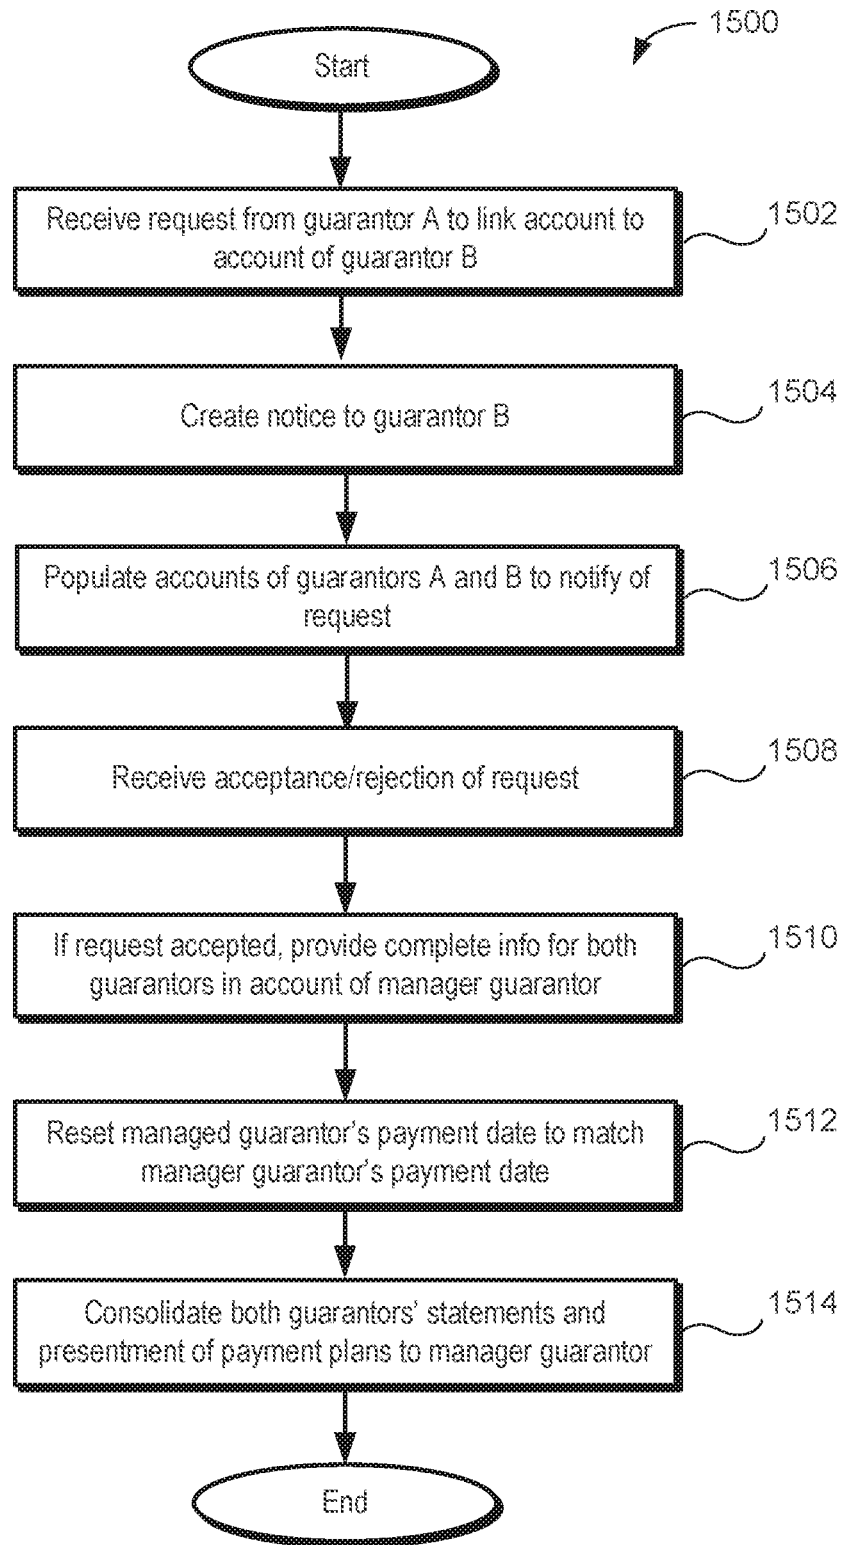 1500
Start
Receive request from guarantor A to link account to
account of guarantor B
1502
Create notice to guarantor B
1504
Populate accounts of guarantors A and B to notify of
request
1506
Receive acceptance/rejection of request
1508
If request accepted, provide complete info for both
guarantors in account of manager guarantor
1510
Reset managed guarantor's payment date to match
manager guarantor's payment date
1512
Consolidate both guarantors' statements and
presentment of payment plans to manager guarantor
1514
End